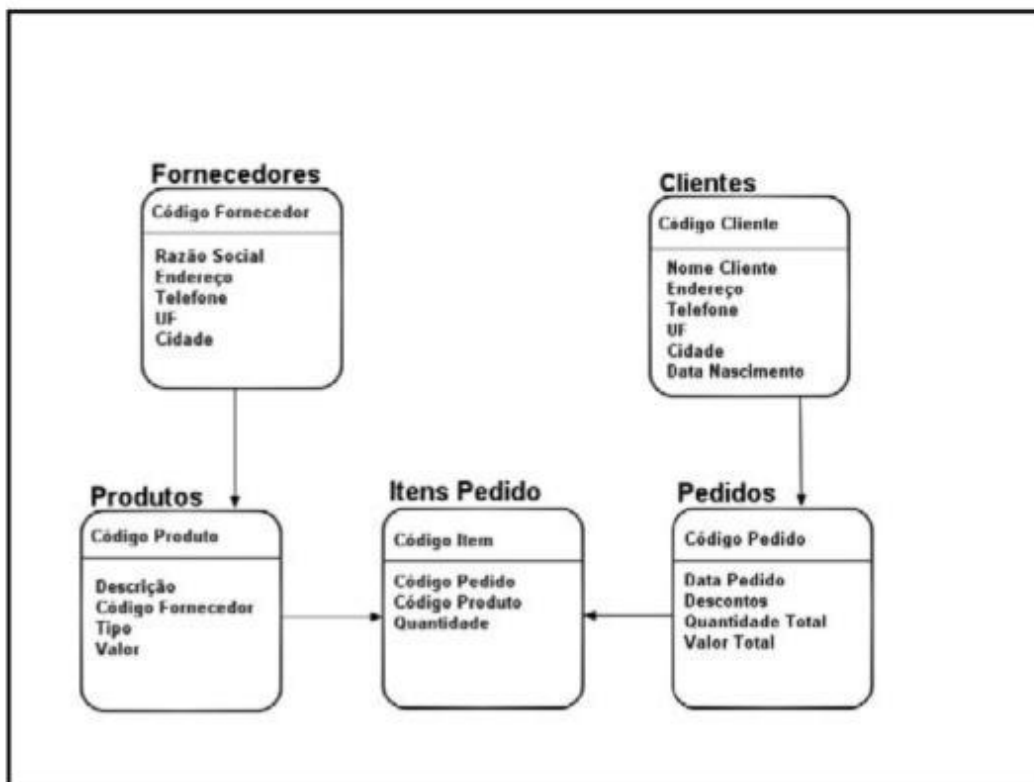 Fornecedores
Código Fornecedor
Razão Social
Endereço
Telefone
UF
Cidade
Clientes
Código Cliente
Nome Cliente
Endereço
Telefone
UF
Cidade
Data Nascimento
Produtos
Código Produto
Descrição
Código Fornecedor
Tipo
Valor
Itens Pedido
Código Item
Código Pedido
Código Produto
Quantidade
Pedidos
Código Pedido
Data Pedido
Descontos
Quantidade Total
Valor Total